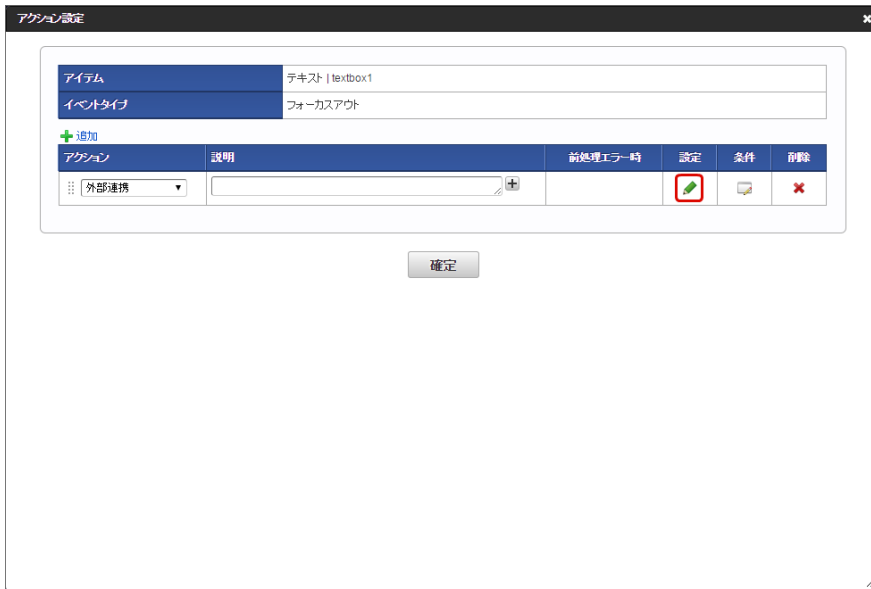 アクション設定
アイテム テキスト | textbox1
イベントタイプ フォーカスアウト
追加
アクション 説明 前処理エラー時 設定 条件 削除
外部連携
確定